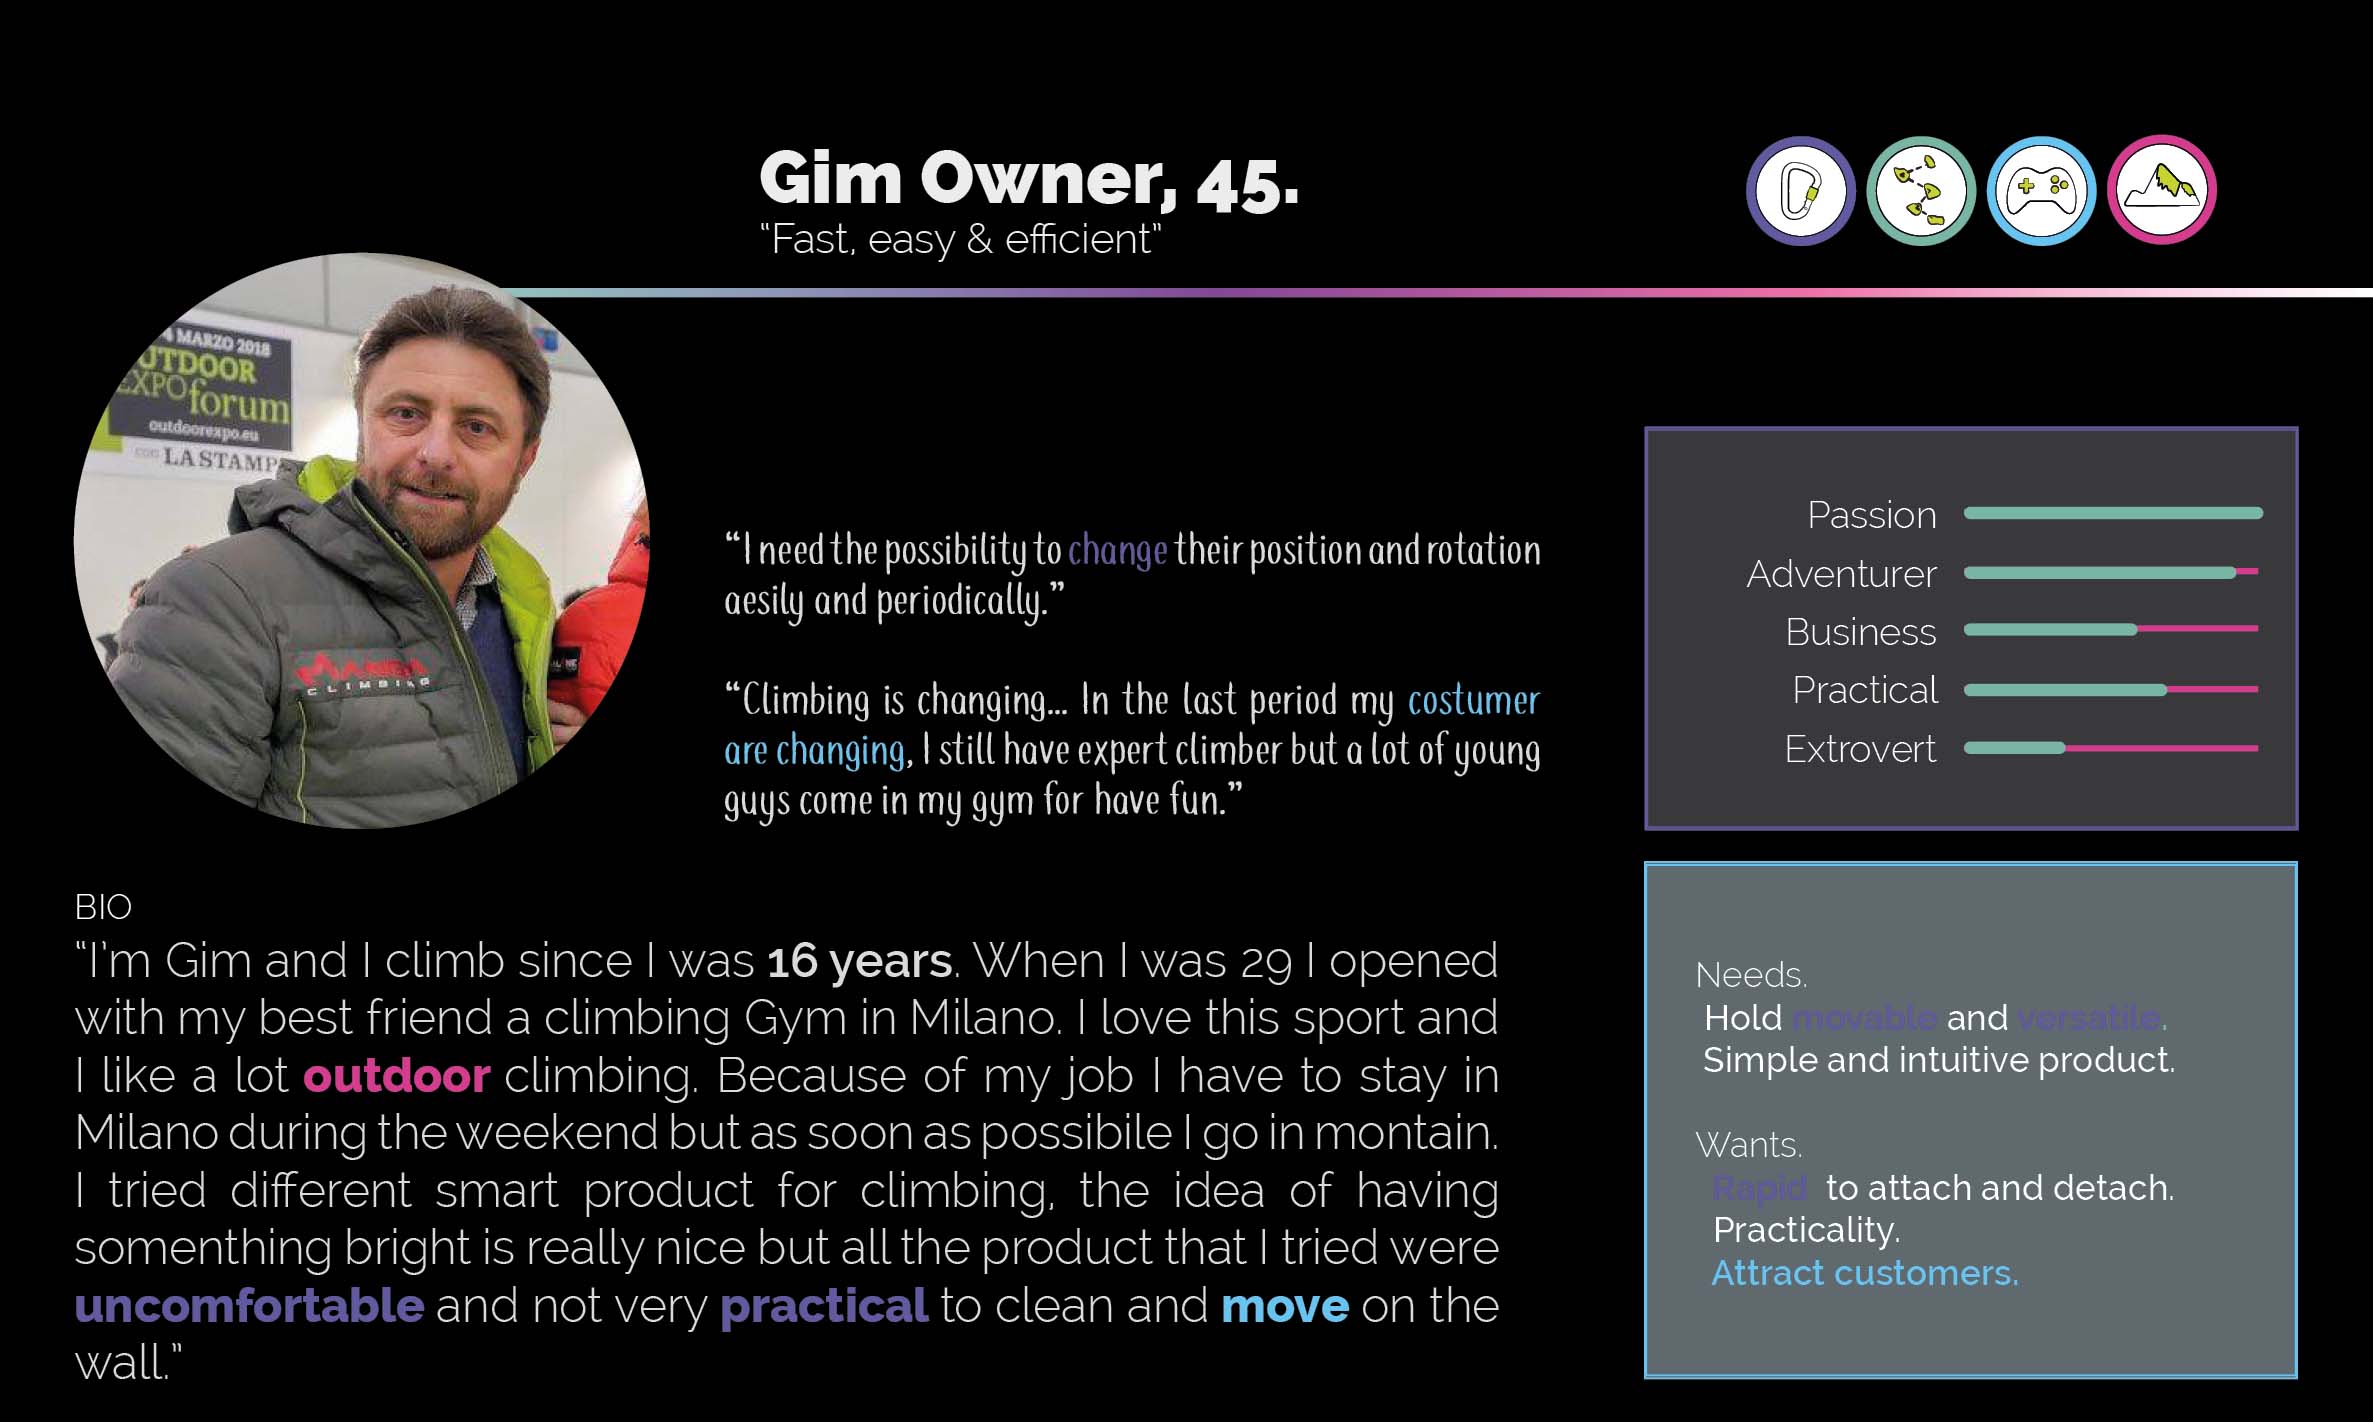 Gim Owner, 45.
“Fast, easy & efficient”
4 MARZO 2018
UTDOOR
EXPO forum
outdoorexpo.eu
con LA STAMP
CLIMBING
“I need the possibility to change their position and rotation
aesily and periodically.”
“Climbing is changing... In the last period my costumer
are changing, I still have expert climber but a lot of young
guys come in my gym for have fun.”
Passion
Adventurer
Business
Practical
Extrovert
BIO
“I’m Gim and I climb since I was 16 years. When I was 29 I opened
with my best friend a climbing Gym in Milano. I love this sport and
I like a lot outdoor climbing. Because of my job I have to stay in
Milano during the weekend but as soon as possibile I go in montain.
I tried different smart product for climbing, the idea of having
somenthing bright is really nice but all the product that I tried were
uncomfortable and not very practical to clean and move on the
wall.”
Needs.
Hold movable and versatile.
Simple and intuitive product.
Wants.
Rapid to attach and detach.
Practicality.
Attract customers.